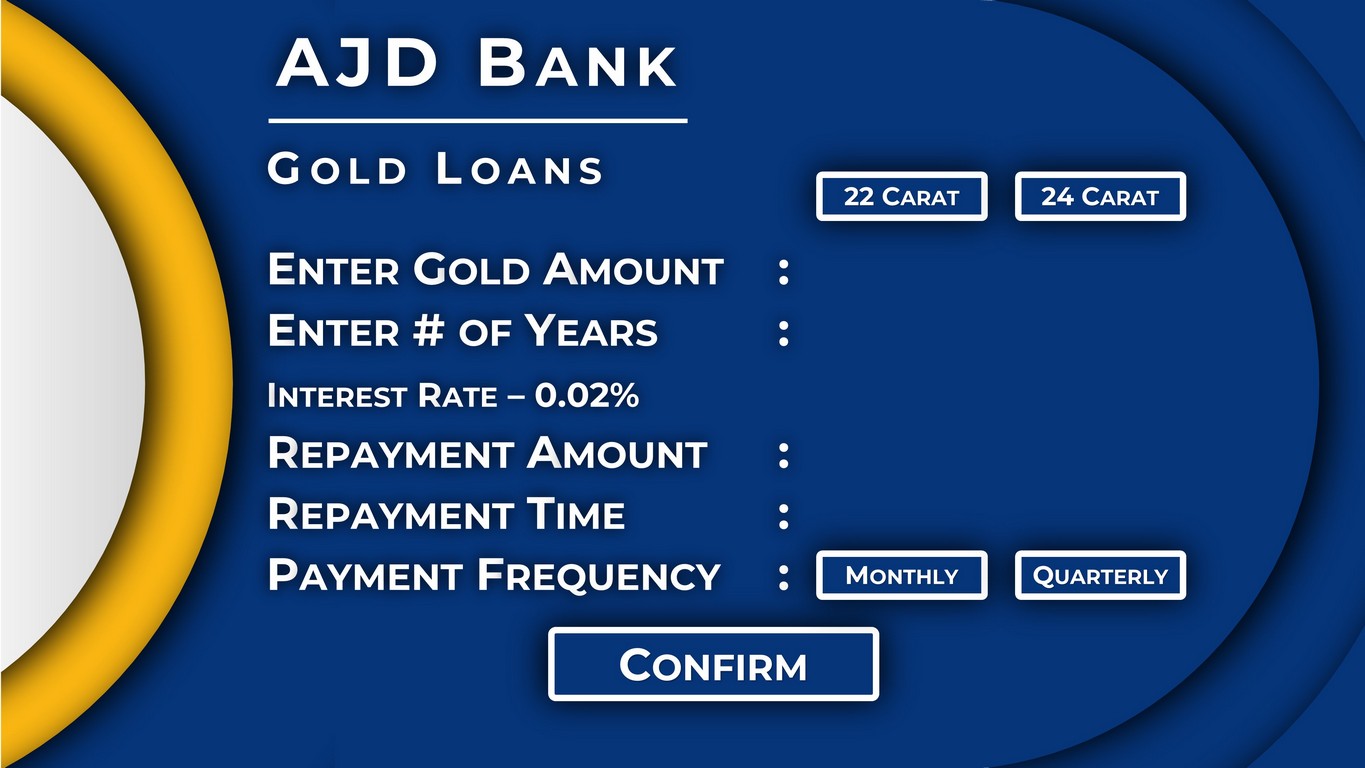 AJD Bank
Gold Loans
22 Carat 24 Carat
Enter Gold Amount :
Enter # of Years :
Interest Rate – 0.02%
Repayment Amount :
Repayment Time :
Payment Frequency : Monthly Quarterly
Confirm